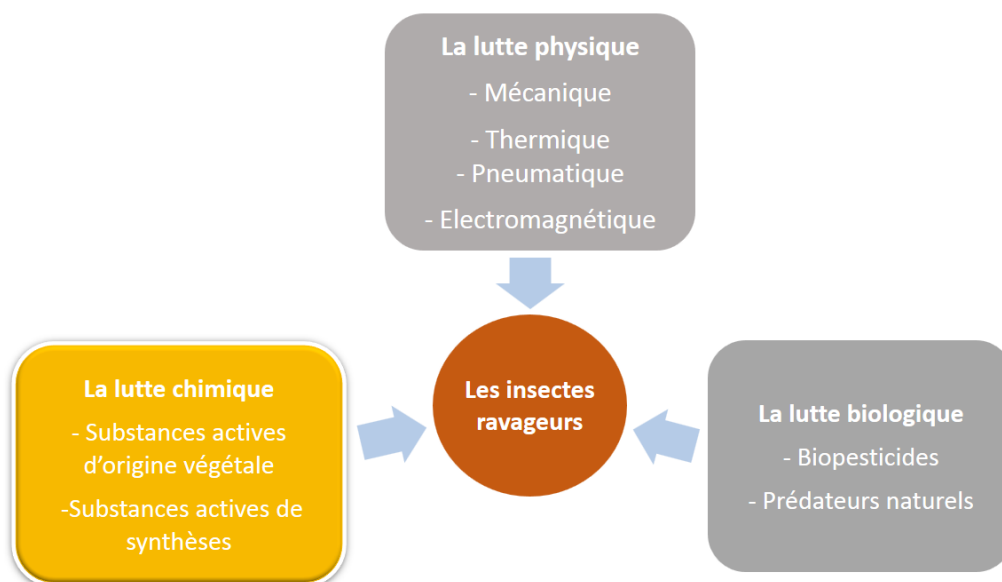 La lutte physique
- Mécanique
- Thermique
- Pneumatique
- Electromagnétique
La lutte chimique
- Substances actives
d’origine végétale
-Substances actives de
synthèses
Les insectes
ravageurs
La lutte biologique
- Biopesticides
- Prédateurs naturels